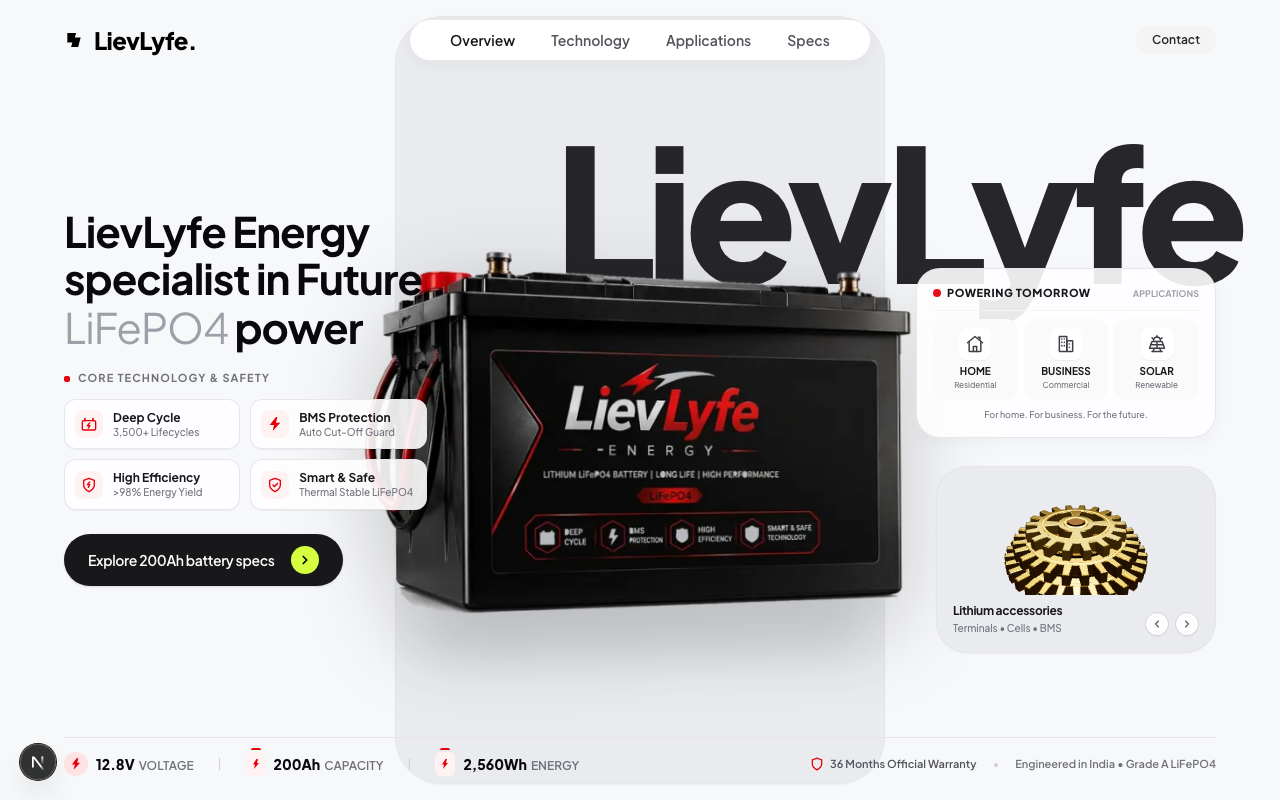 LievLyfe.
Overview
Technology
Applications
Specs
Contact
LievLyfe
LievLyfe Energy
specialist in Future
LiFePO4 power
CORE TECHNOLOGY & SAFETY
Deep Cycle
3,500+ Lifecycles
BMS Protection
Auto Cut-Off Guard
High Efficiency
>98% Energy Yield
Smart & Safe
Thermal Stable LiFePO4
Explore 200Ah battery specs
LievLyfe
ENERGY
LITHIUM LiFePO4 BATTERY | LONG LIFE | HIGH PERFORMANCE
LiFePO4
DEEP
CYCLE
BMS
PROTECTION
HIGH
EFFICIENCY
SMART & SAFE
TECHNOLOGY
POWERING TOMORROW
APPLICATIONS
HOME
Residential
BUSINESS
Commercial
SOLAR
Renewable
For home. For business. For the future.
Lithium accessories
Terminals • Cells • BMS
N
12.8V VOLTAGE
200Ah CAPACITY
2,560Wh ENERGY
36 Months Official Warranty
Engineered in India • Grade A LiFePO4